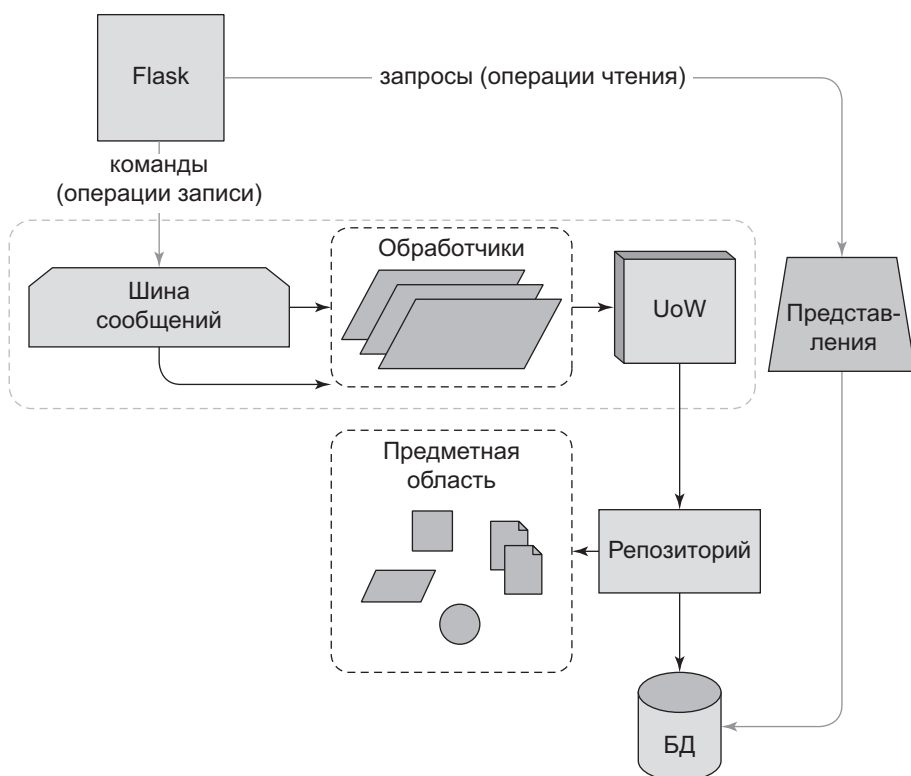 Flask
запросы (операции чтения)
команды
(операции записи)
Обработчики
Шина
сообщений
UoW
Представ-
ления
Предметная
область
Репозиторий
БД